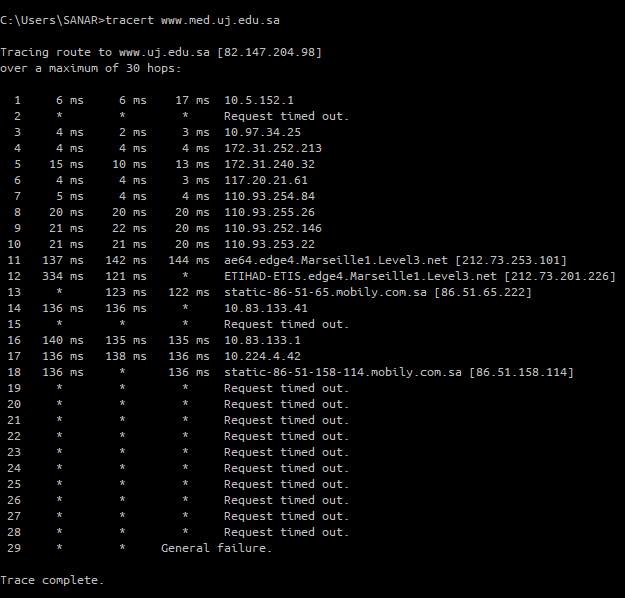 C:\Users\SANAR>tracert www.med.uj.edu.sa
Tracing route to www.uj.edu.sa [82.147.204.98]
over a maximum of 30 hops:
1 6 ms 6 ms 17 ms 10.5.152.1
2 * * * Request timed out.
3 4 ms 2 ms 3 ms 10.97.34.25
4 4 ms 4 ms 4 ms 172.31.252.213
5 15 ms 10 ms 13 ms 172.31.240.32
6 4 ms 4 ms 3 ms 117.20.21.61
7 5 ms 4 ms 4 ms 110.93.254.84
8 20 ms 20 ms 20 ms 110.93.255.26
9 21 ms 22 ms 20 ms 110.93.252.146
10 21 ms 21 ms 20 ms 110.93.253.22
11 137 ms 142 ms 144 ms ae64.edge4.Marseille1.Level3.net [212.73.253.101]
12 334 ms 121 ms * ETIHAD-ETIS.edge4.Marseille1.Level3.net [212.73.201.226]
13 * 123 ms 122 ms static-86-51-65.mobily.com.sa [86.51.65.222]
14 136 ms 136 ms * 10.83.133.41
15 * * * Request timed out.
16 140 ms 135 ms 135 ms 10.83.133.1
17 136 ms 138 ms 136 ms 10.224.4.42
18 136 ms * 136 ms static-86-51-158-114.mobily.com.sa [86.51.158.114]
19 * * * Request timed out.
20 * * * Request timed out.
21 * * * Request timed out.
22 * * * Request timed out.
23 * * * Request timed out.
24 * * * Request timed out.
25 * * * Request timed out.
26 * * * Request timed out.
27 * * * Request timed out.
28 * * * Request timed out.
29 * * General failure.
Trace complete.